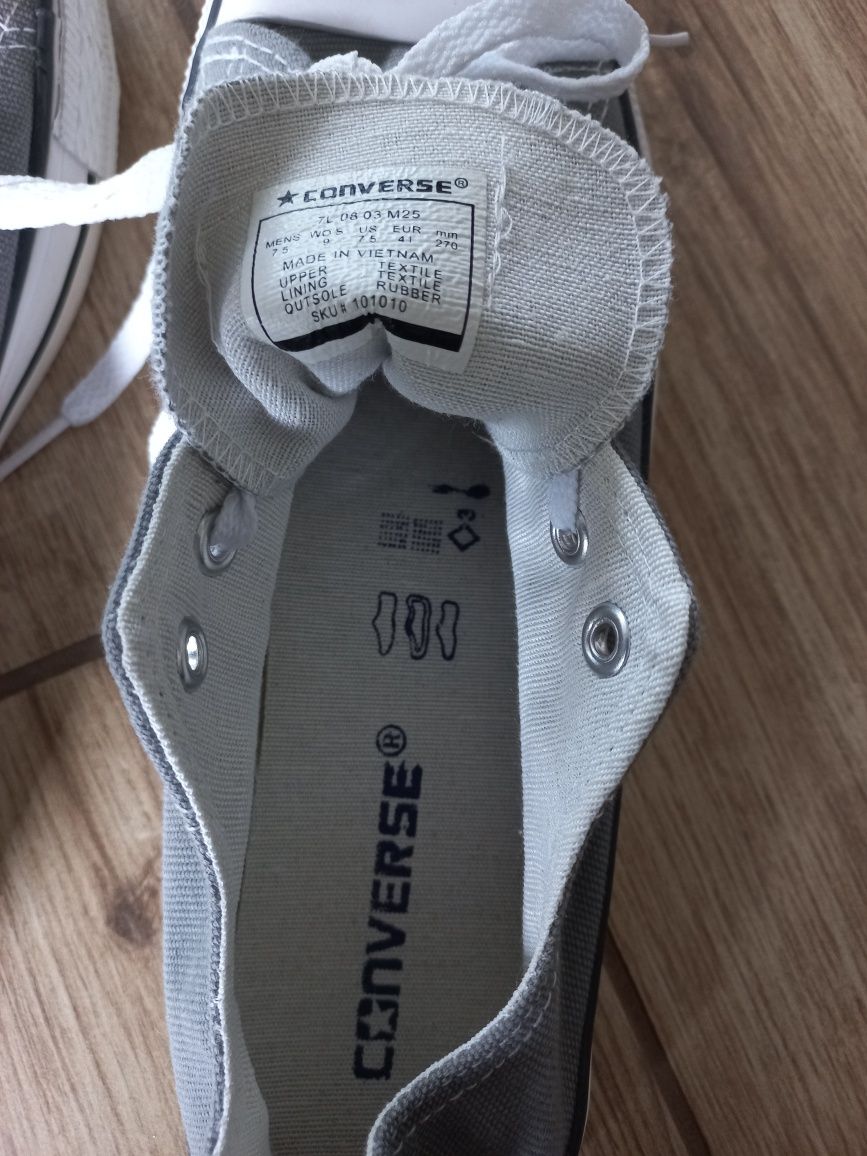 ★CONVERSE®
7L 08 03 M25
MENS WO'S US EUR mm
7.5 9 7.5 41 270
MADE IN VIETNAM
UPPER TEXTILE
LINING TEXTILE
OUTSOLE RUBBER
SKU# 101010
3
CONVERSE®